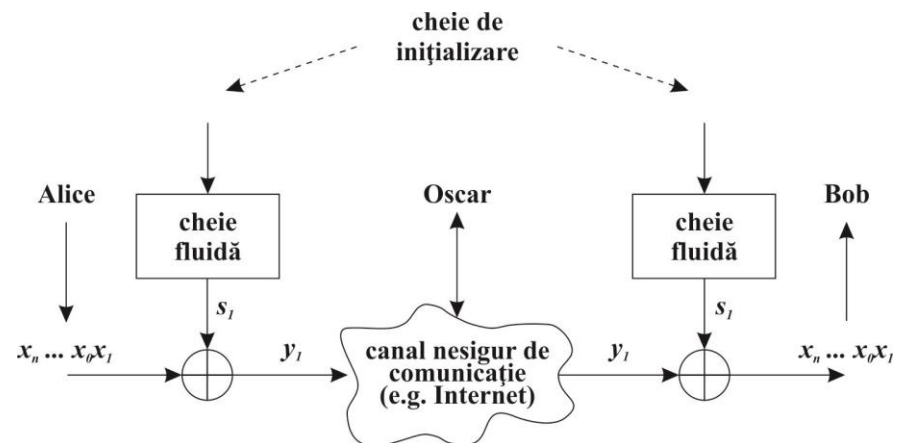 cheie de
inițializare
Alice
cheie
fluidă
Oscar
cheie
fluidă
Bob
s₁
s₁
xₙ ... x₀x₁
y₁
canal nesigur de
comunicație
(e.g. Internet)
y₁
xₙ ... x₀x₁